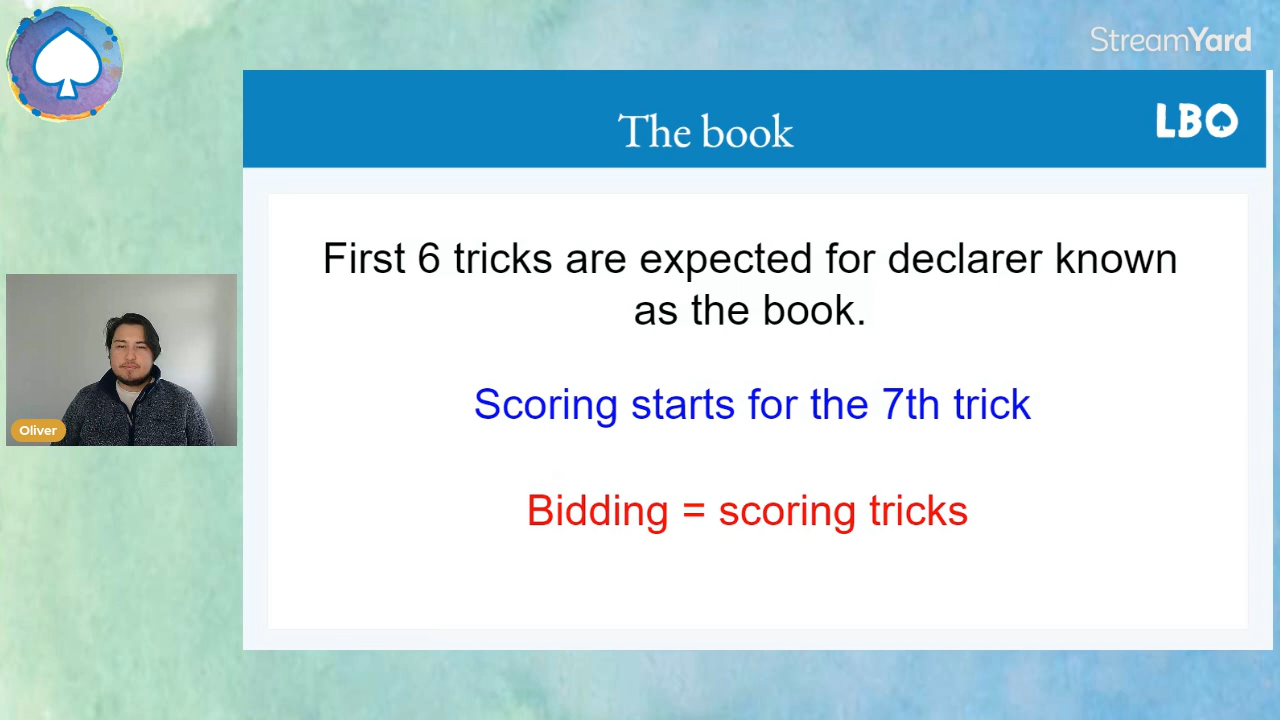 StreamYard
The book
LBO
First 6 tricks are expected for declarer known
as the book.
Scoring starts for the 7th trick
Bidding = scoring tricks
Oliver